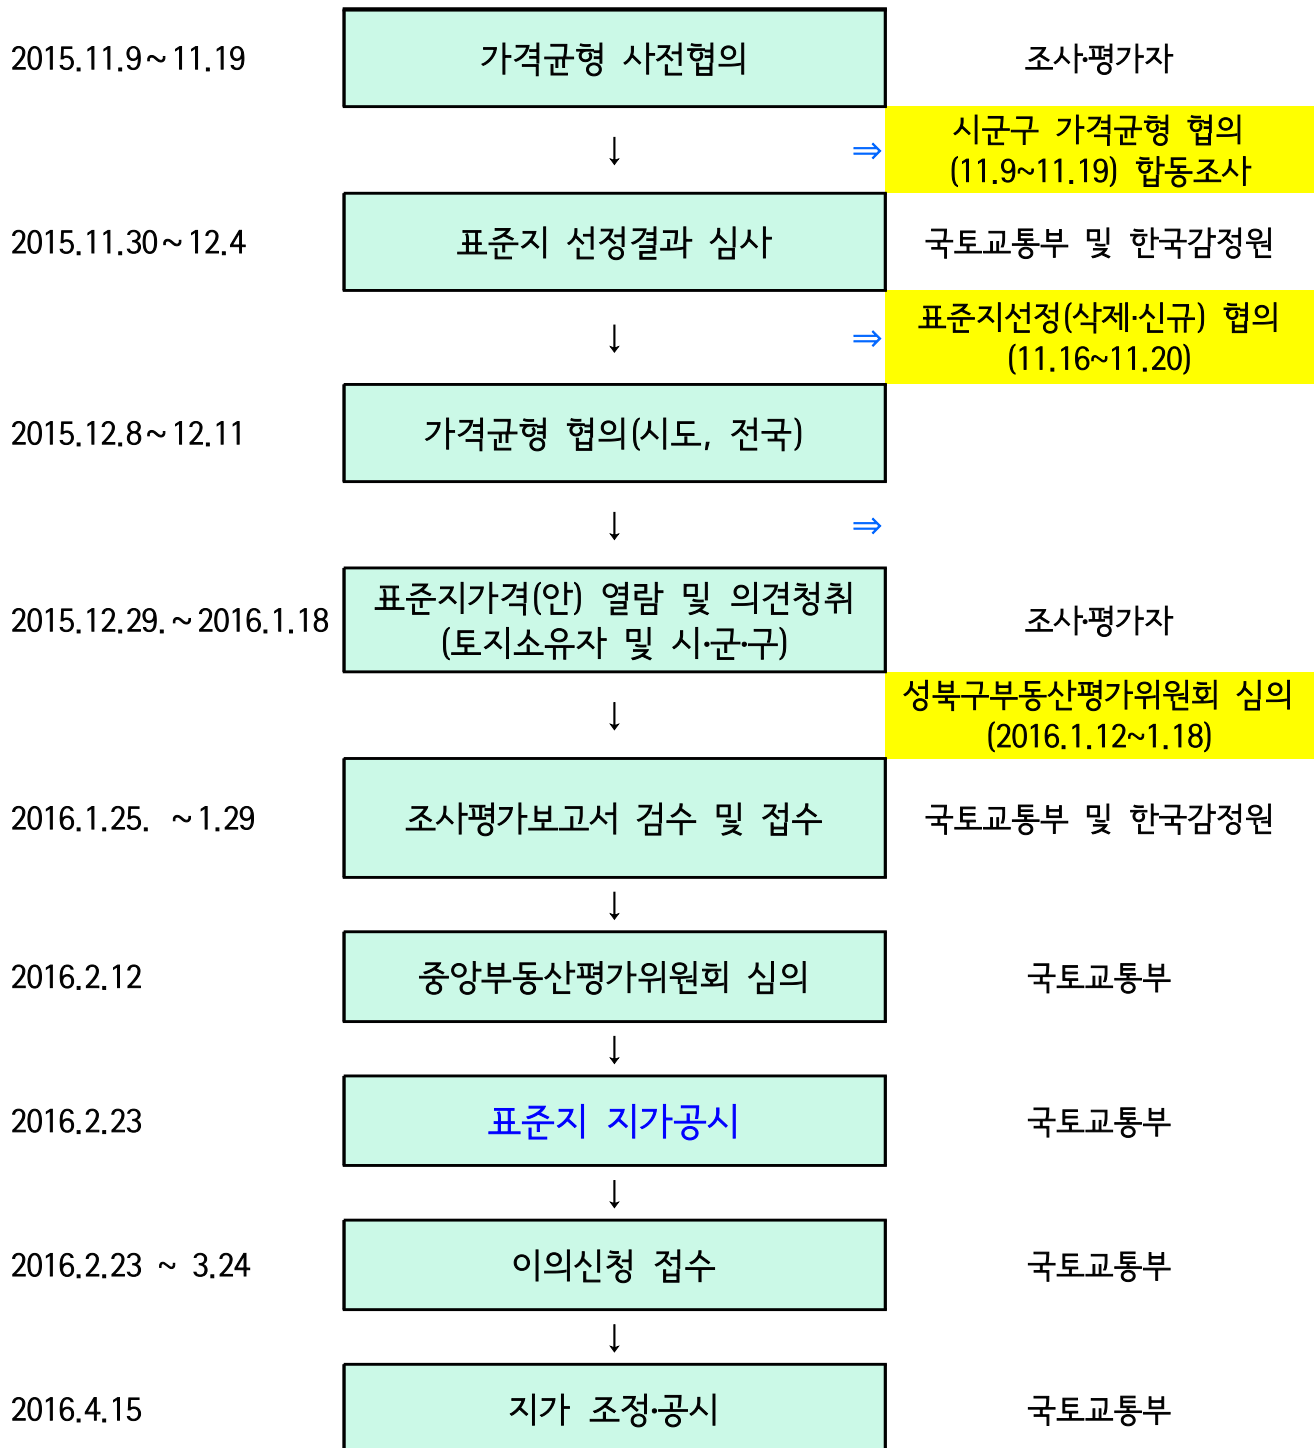 2015.11.9~11.19
가격균형 사전협의
조사·평가자
↓
⇒
시군구 가격균형 협의
(11.9~11.19) 합동조사
2015.11.30~12.4
표준지 선정결과 심사
국토교통부 및 한국감정원
↓
⇒
표준지선정(삭제·신규) 협의
(11.16~11.20)
2015.12.8~12.11
가격균형 협의(시도, 전국)
↓
⇒
2015.12.29.~2016.1.18
표준지가격(안) 열람 및 의견청취
(토지소유자 및 시·군·구)
조사·평가자
↓
성북구부동산평가위원회 심의
(2016.1.12~1.18)
2016.1.25. ~1.29
조사평가보고서 검수 및 접수
국토교통부 및 한국감정원
↓
2016.2.12
중앙부동산평가위원회 심의
국토교통부
↓
2016.2.23
표준지 지가공시
국토교통부
↓
2016.2.23 ~ 3.24
이의신청 접수
국토교통부
↓
2016.4.15
지가 조정·공시
국토교통부